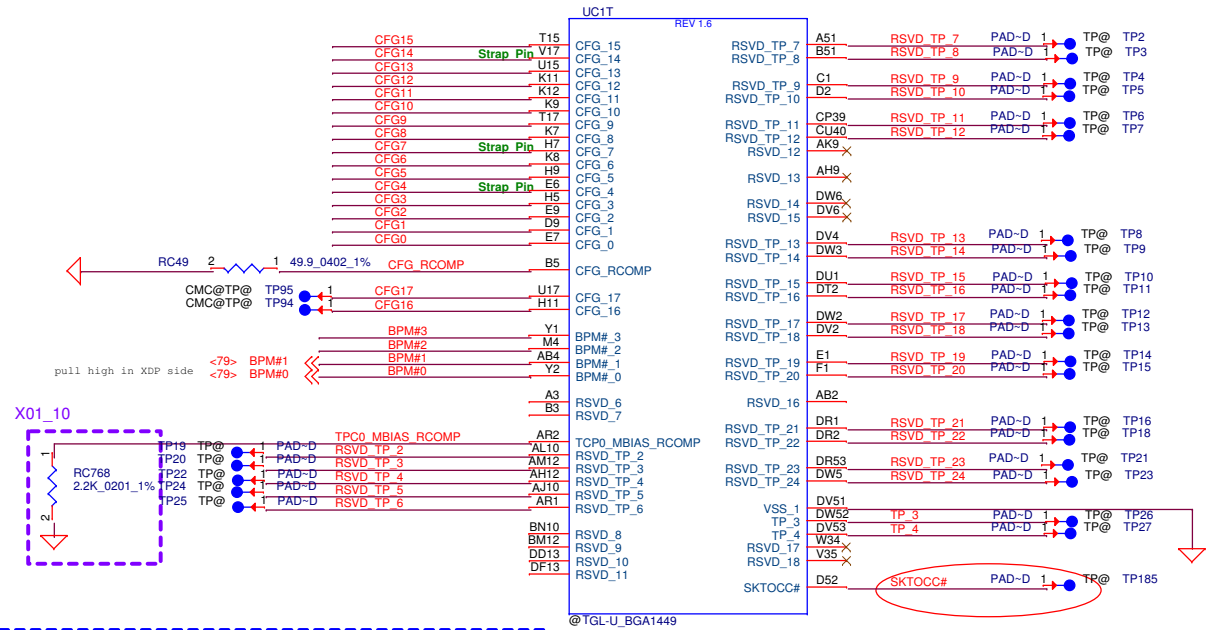 UC1T
REV 1.6
CFG15 T15 CFG_15
CFG14 Strap Pin V17 CFG_14
CFG13 U15 CFG_13
CFG12 K11 CFG_12
CFG11 K12 CFG_11
CFG10 K9 CFG_10
CFG9 T17 CFG_9
CFG8 K7 CFG_8
CFG7 Strap Pin H7 CFG_7
CFG6 K8 CFG_6
CFG5 H9 CFG_5
CFG4 Strap Pin E6 CFG_4
CFG3 H5 CFG_3
CFG2 E9 CFG_2
CFG1 D9 CFG_1
CFG0 E7 CFG_0
RC49 2 1 49.9_0402_1% CFG_RCOMP B5 CFG_RCOMP
CMC@TP@ TP95 1 CFG17 U17 CFG_17
CMC@TP@ TP94 1 CFG16 H11 CFG_16
BPM#3 Y1 BPM#_3
BPM#2 M4 BPM#_2
<79> BPM#1 BPM#1 AB4 BPM#_1
<79> BPM#0 BPM#0 Y2 BPM#_0
pull high in XDP side
A3 RSVD_6
B3 RSVD_7
X01_10
1
RC768
2.2K_0201_1%
2
TPC0_MBIAS_RCOMP AR2 TCP0_MBIAS_RCOMP
TP19 TP@ 1 PAD~D RSVD_TP_2 AL10 RSVD_TP_2
TP20 TP@ 1 PAD~D RSVD_TP_3 AM12 RSVD_TP_3
TP22 TP@ 1 PAD~D RSVD_TP_4 AH12 RSVD_TP_4
TP24 TP@ 1 PAD~D RSVD_TP_5 AJ10 RSVD_TP_5
TP25 TP@ 1 PAD~D RSVD_TP_6 AR1 RSVD_TP_6
BN10 RSVD_8
BM12 RSVD_9
DD13 RSVD_10
DF13 RSVD_11
RSVD_TP_7 A51 RSVD_TP_7 PAD~D 1 TP@ TP2
RSVD_TP_8 B51 RSVD_TP_8 PAD~D 1 TP@ TP3
RSVD_TP_9 C1 RSVD_TP_9 PAD~D 1 TP@ TP4
RSVD_TP_10 D2 RSVD_TP_10 PAD~D 1 TP@ TP5
RSVD_TP_11 CP39 RSVD_TP_11 PAD~D 1 TP@ TP6
RSVD_TP_12 CU40 RSVD_TP_12 PAD~D 1 TP@ TP7
RSVD_12 AK9
RSVD_13 AH9
RSVD_14 DW6
RSVD_15 DV6
RSVD_TP_13 DV4 RSVD_TP_13 PAD~D 1 TP@ TP8
RSVD_TP_14 DW3 RSVD_TP_14 PAD~D 1 TP@ TP9
RSVD_TP_15 DU1 RSVD_TP_15 PAD~D 1 TP@ TP10
RSVD_TP_16 DT2 RSVD_TP_16 PAD~D 1 TP@ TP11
RSVD_TP_17 DW2 RSVD_TP_17 PAD~D 1 TP@ TP12
RSVD_TP_18 DV2 RSVD_TP_18 PAD~D 1 TP@ TP13
RSVD_TP_19 E1 RSVD_TP_19 PAD~D 1 TP@ TP14
RSVD_TP_20 F1 RSVD_TP_20 PAD~D 1 TP@ TP15
RSVD_16 AB2
RSVD_TP_21 DR1 RSVD_TP_21 PAD~D 1 TP@ TP16
RSVD_TP_22 DR2 RSVD_TP_22 PAD~D 1 TP@ TP18
RSVD_TP_23 DR53 RSVD_TP_23 PAD~D 1 TP@ TP21
RSVD_TP_24 DW5 RSVD_TP_24 PAD~D 1 TP@ TP23
VSS_1 DV51
TP_3 DW52 TP_3 PAD~D 1 TP@ TP26
TP_4 DV53 TP_4 PAD~D 1 TP@ TP27
RSVD_17 W34
RSVD_18 V35
SKTOCC# D52 SKTOCC# PAD~D 1 TP@ TP185
@TGL-U_BGA1449